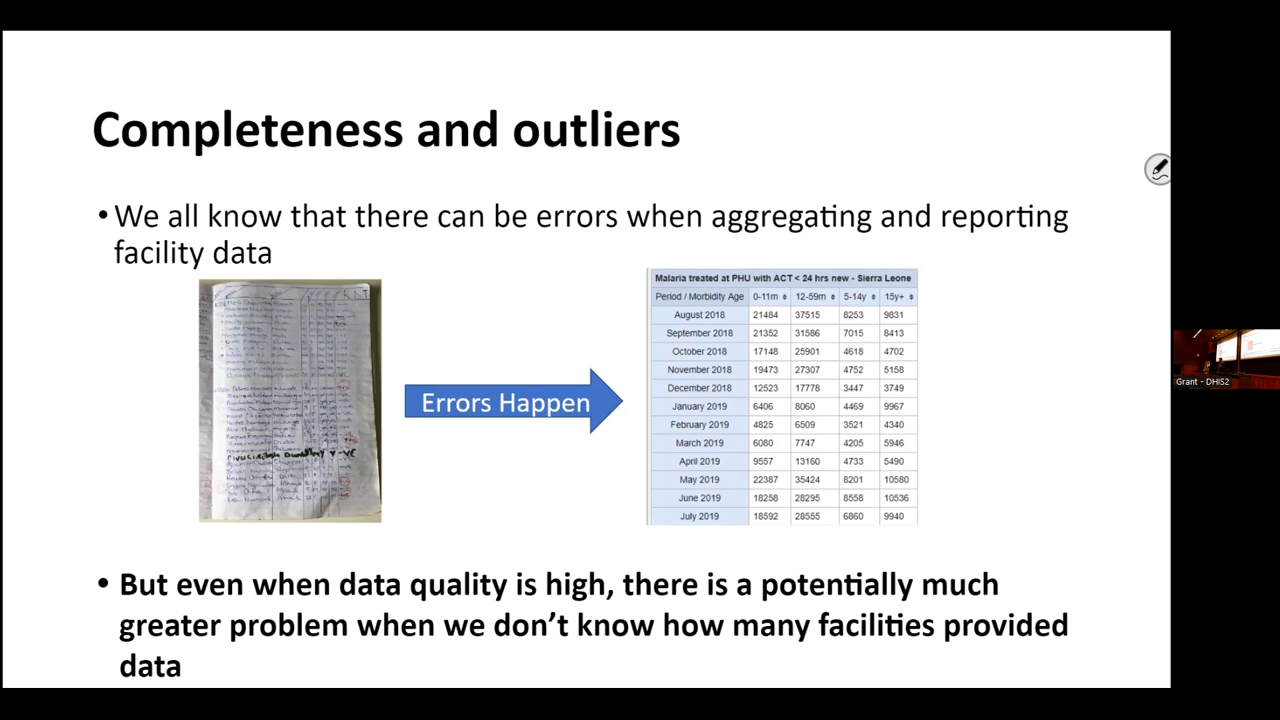 Completeness and outliers
• We all know that there can be errors when aggregating and reporting
facility data
Errors Happen
Malaria treated at PHU with ACT < 24 hrs new - Sierra Leone
Period / Morbidity Age 0-11m 12-59m 5-14y 15y+
August 2018 21484 37515 8253 9831
September 2018 21352 31586 7015 8413
October 2018 17148 25901 4618 4702
November 2018 19473 27307 4752 5158
December 2018 12523 17778 3447 3749
January 2019 6406 8060 4469 9967
February 2019 4825 6509 3521 4340
March 2019 6080 7747 4205 5946
April 2019 9557 13160 4733 5490
May 2019 22387 35424 8201 10580
June 2019 18258 28295 8558 10536
July 2019 18592 28555 6860 9940
• But even when data quality is high, there is a potentially much
greater problem when we don’t know how many facilities provided
data
Grant - DHIS2